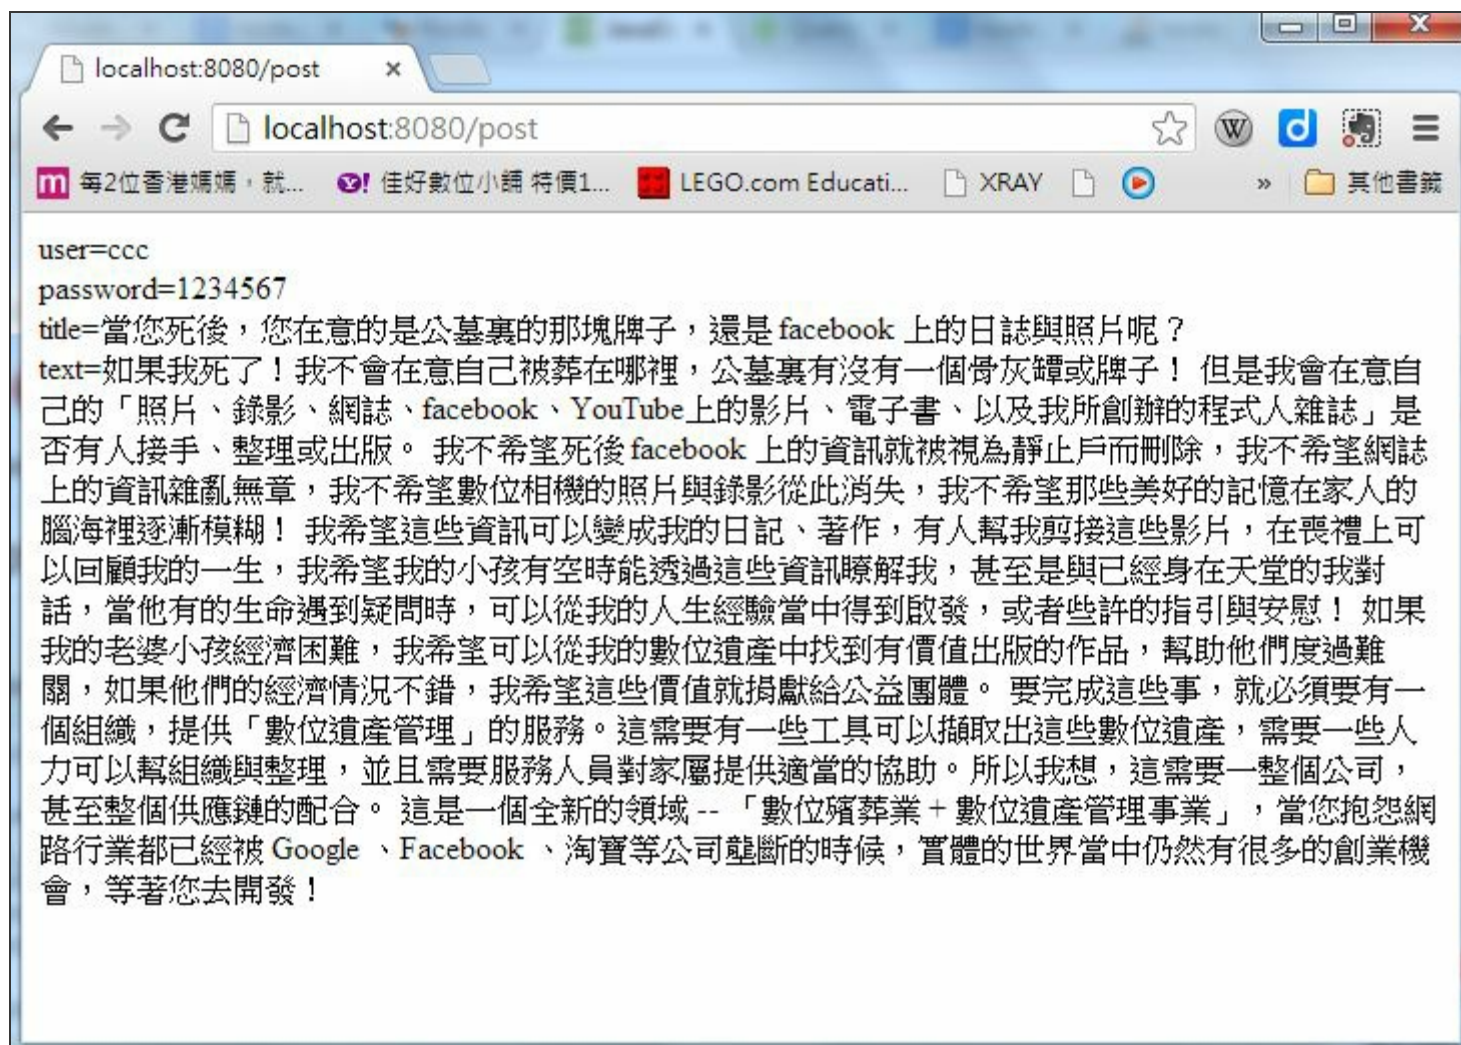 localhost:8080/post
localhost:8080/post
每2位香港媽媽，就... 佳好數位小舖 特價1... LEGO.com Educati... XRAY » 其他書籤
user=ccc
password=1234567
title=當您死後，您在意的是公墓裏的那塊牌子，還是 facebook 上的日誌與照片呢？
text=如果我死了！我不會在意自己被葬在哪裡，公墓裏有沒有一個骨灰罈或牌子！ 但是我會在意自
己的「照片、錄影、網誌、facebook、YouTube上的影片、電子書、以及我所創辦的程式人雜誌」是
否有人接手、整理或出版。 我不希望死後 facebook 上的資訊就被視為靜止戶而刪除，我不希望網誌
上的資訊雜亂無章，我不希望數位相機的照片與錄影從此消失，我不希望那些美好的記憶在家人的
腦海裡逐漸模糊！ 我希望這些資訊可以變成我的日記、著作，有人幫我剪接這些影片，在喪禮上可
以回顧我的一生，我希望我的小孩有空時能透過這些資訊瞭解我，甚至是與已經身在天堂的我對
話，當他有的生命遇到疑問時，可以從我的人生經驗當中得到啟發，或者些許的指引與安慰！ 如果
我的老婆小孩經濟困難，我希望可以從我的數位遺產中找到有價值出版的作品，幫助他們度過難
關，如果他們的經濟情況不錯，我希望這些價值就捐獻給公益團體。 要完成這些事，就必須要有一
個組織，提供「數位遺產管理」的服務。這需要有一些工具可以擷取出這些數位遺產，需要一些人
力可以幫組織與整理，並且需要服務人員對家屬提供適當的協助。所以我想，這需要一整個公司，
甚至整個供應鏈的配合。 這是一個全新的領域 -- 「數位殯葬業 + 數位遺產管理事業」，當您抱怨網
路行業都已經被 Google 、Facebook 、淘寶等公司壟斷的時候，實體的世界當中仍然有很多的創業機
會，等著您去開發！